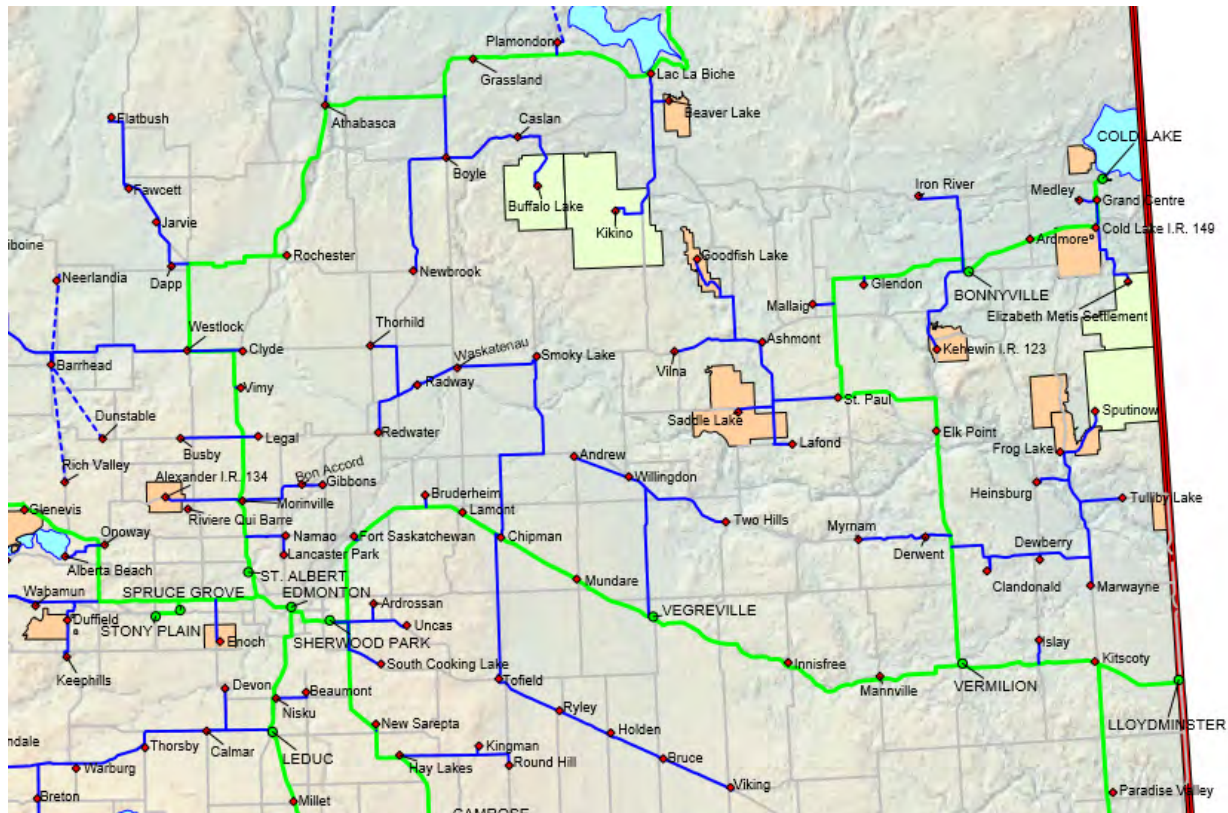 Plamondon
Grassland
Lac La Biche
Athabasca
Beaver Lake
Flatbush
Caslan
COLD LAKE
Boyle
Fawcett
Buffalo Lake
Iron River
Medley
Grand Centre
Kikino
Jarvie
Cold Lake I.R. 149
Ardmore
iboine
Rochester
Goodfish Lake
Neerlandia
Dapp
Newbrook
Glendon
BONNYVILLE
Mallaig
Elizabeth Metis Settlement
Thorhild
Westlock
Clyde
Waskatenau
Smoky Lake
Ashmont
Kehewin I.R. 123
Barrhead
Vilna
Vimy
Radway
St. Paul
Dunstable
Saddle Lake
Sputinow
Legal
Redwater
Elk Point
Busby
Lafond
Frog Lake
Rich Valley
Andrew
Bon Accord
Alexander I.R. 134
Gibbons
Willingdon
Heinsburg
Bruderheim
Tulliby Lake
Glenevis
Morinville
Riviere Qui Barre
Lamont
Two Hills
Onoway
Namao
Fort Saskatchewan
Chipman
Myrnam
Derwent
Dewberry
Lancaster Park
Alberta Beach
ST. ALBERT
Mundare
Clandonald
Marwayne
Wabamun
SPRUCE GROVE
EDMONTON
Ardrossan
VEGREVILLE
Duffield
STONY PLAIN
Enoch
SHERWOOD PARK
Uncas
Islay
South Cooking Lake
Innisfree
Kitscoty
Keephills
Tofield
Mannville
VERMILION
Devon
Beaumont
Nisku
Ryley
LLOYDMINSTER
New Sarepta
Holden
ndale
Thorsby
Calmar
LEDUC
Kingman
Hay Lakes
Round Hill
Bruce
Warburg
Viking
Breton
Millet
Paradise Valley
CAMROSE